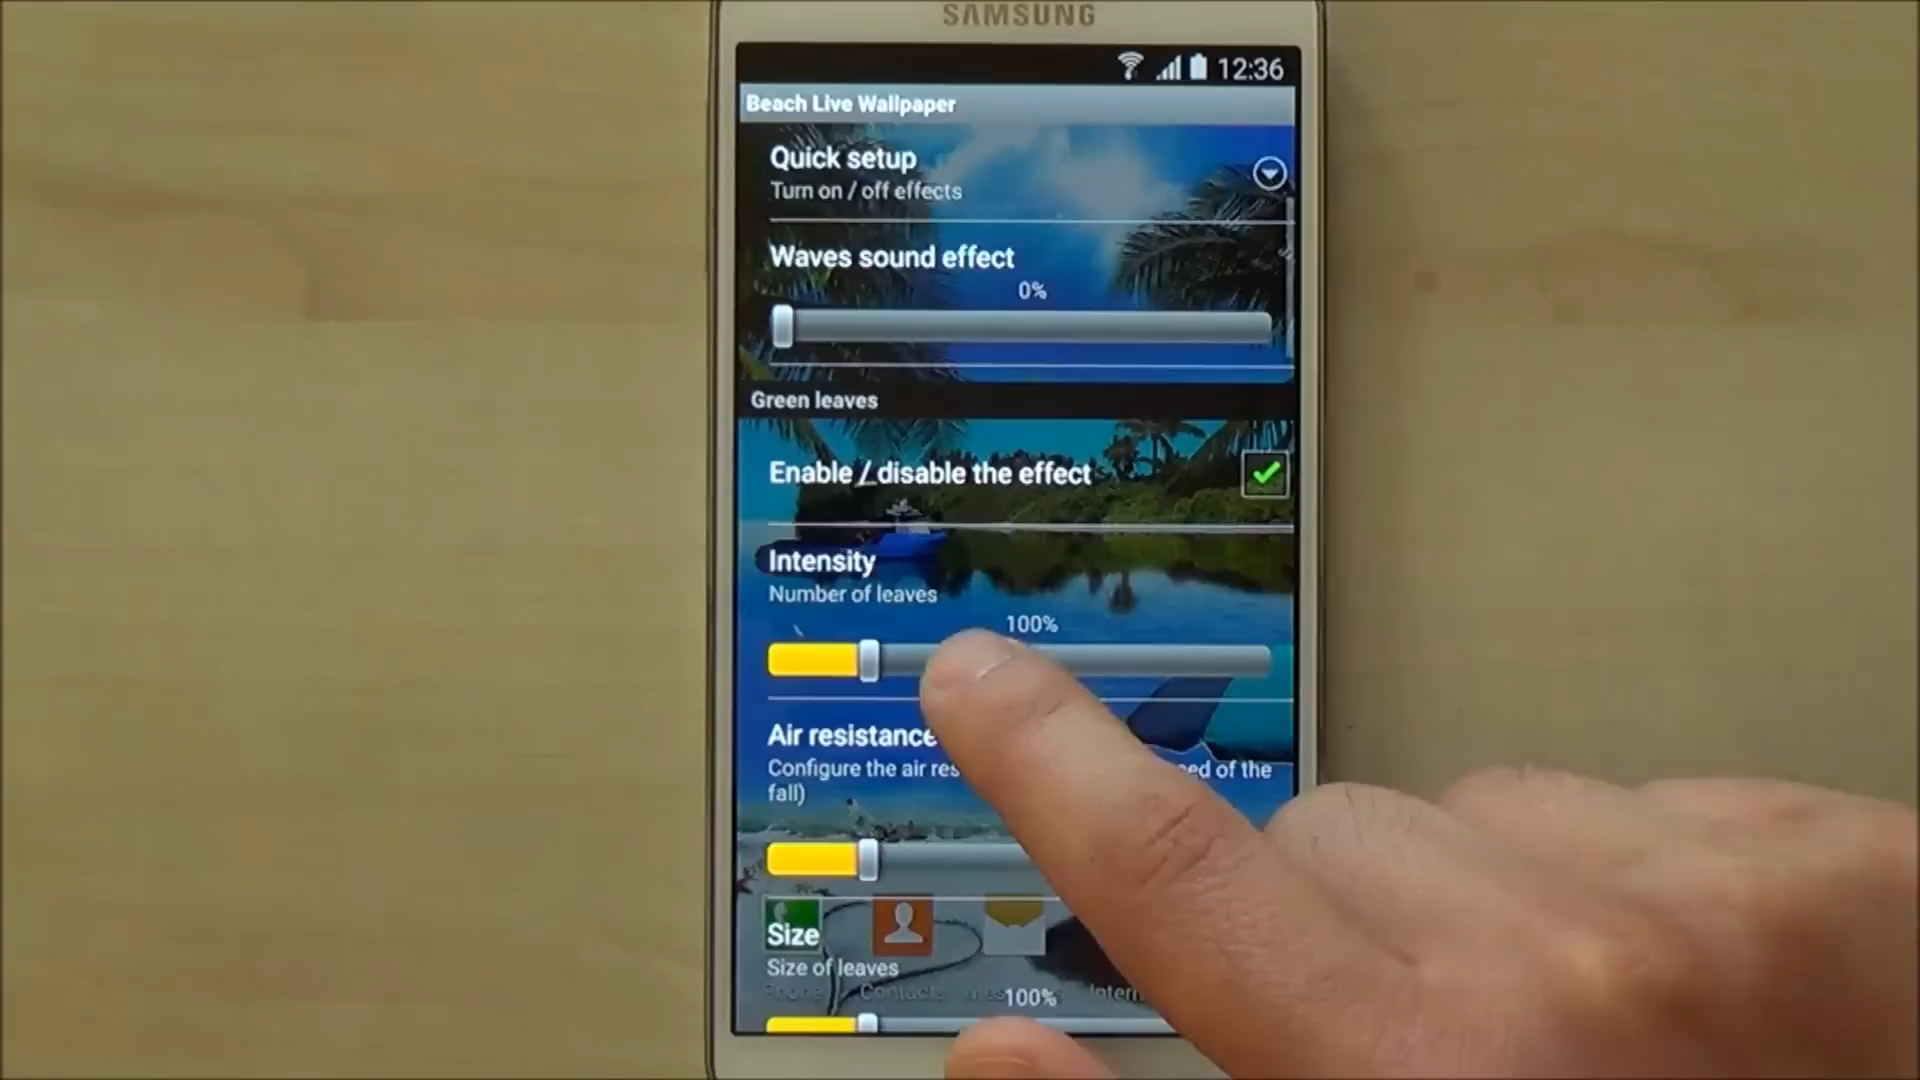 SAMSUNG
12:36
Beach Live Wallpaper
Quick setup
Turn on / off effects
Waves sound effect
0%
Green leaves
Enable / disable the effect
Intensity
Number of leaves
100%
Air resistance
Configure the air of the
fall)
Size
Size of leaves
Phone Contacts
100%